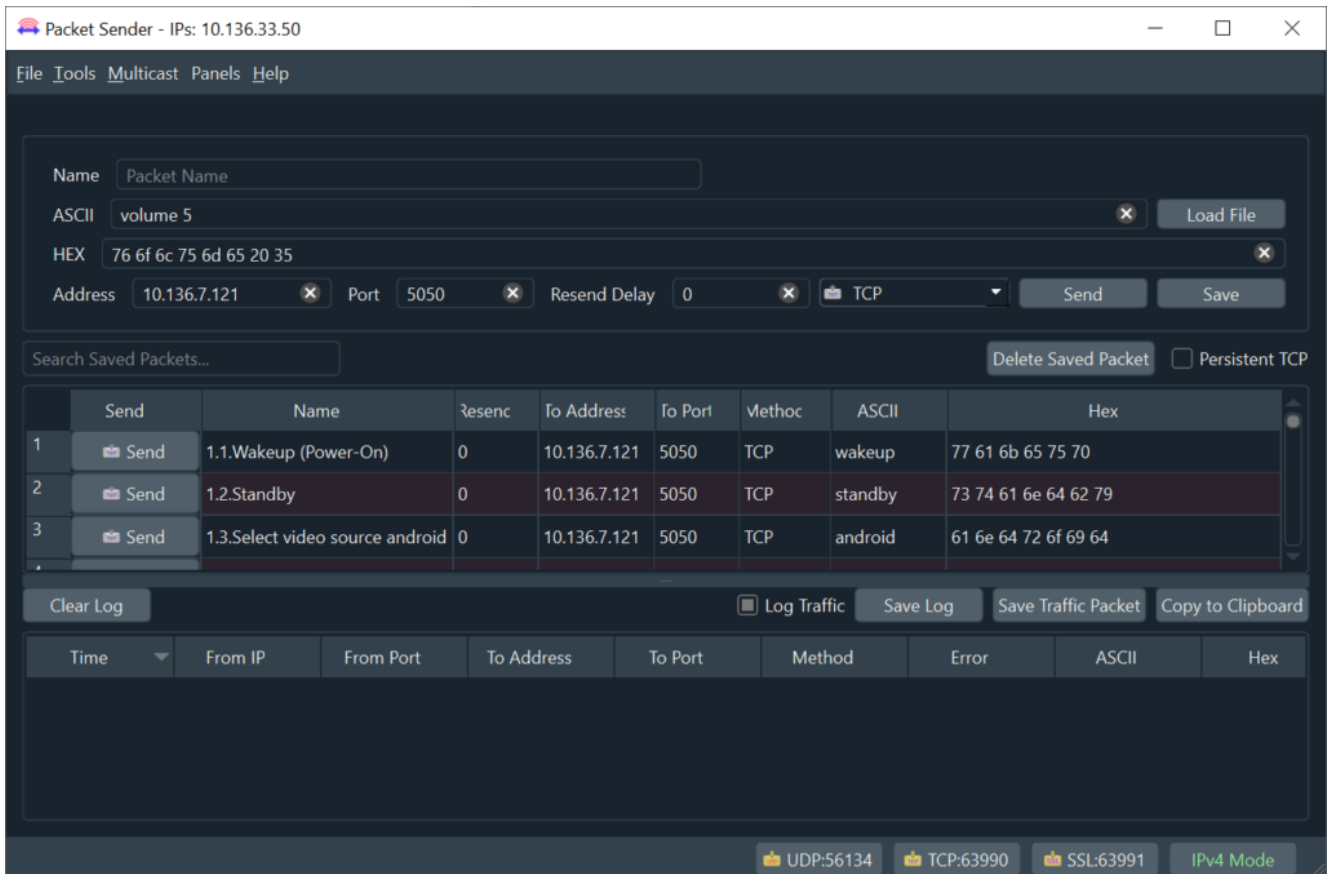 Packet Sender - IPs: 10.136.33.50
File Tools Multicast Panels Help
Name Packet Name
ASCII volume 5 Load File
HEX 76 6f 6c 75 6d 65 20 35
Address 10.136.7.121 Port 5050 Resend Delay 0 TCP Send Save
Search Saved Packets... Delete Saved Packet Persistent TCP
Send Name Resend To Address To Port Method ASCII Hex
1 Send 1.1.Wakeup (Power-On) 0 10.136.7.121 5050 TCP wakeup 77 61 6b 65 75 70
2 Send 1.2.Standby 0 10.136.7.121 5050 TCP standby 73 74 61 6e 64 62 79
3 Send 1.3.Select video source android 0 10.136.7.121 5050 TCP android 61 6e 64 72 6f 69 64
Clear Log Log Traffic Save Log Save Traffic Packet Copy to Clipboard
Time From IP From Port To Address To Port Method Error ASCII Hex
UDP:56134 TCP:63990 SSL:63991 IPv4 Mode